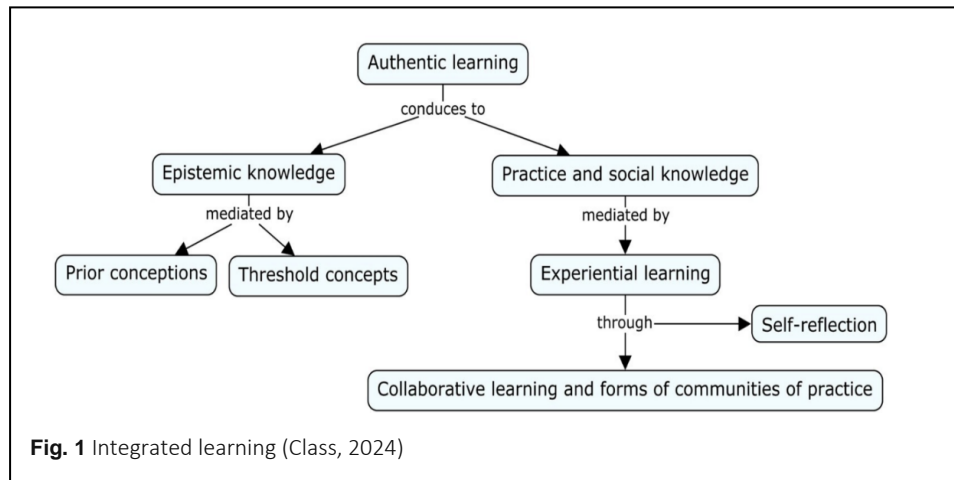 Authentic learning
conduces to
Epistemic knowledge
Practice and social knowledge
mediated by
mediated by
Prior conceptions
Threshold concepts
Experiential learning
through
Self-reflection
Collaborative learning and forms of communities of practice
Fig. 1 Integrated learning (Class, 2024)